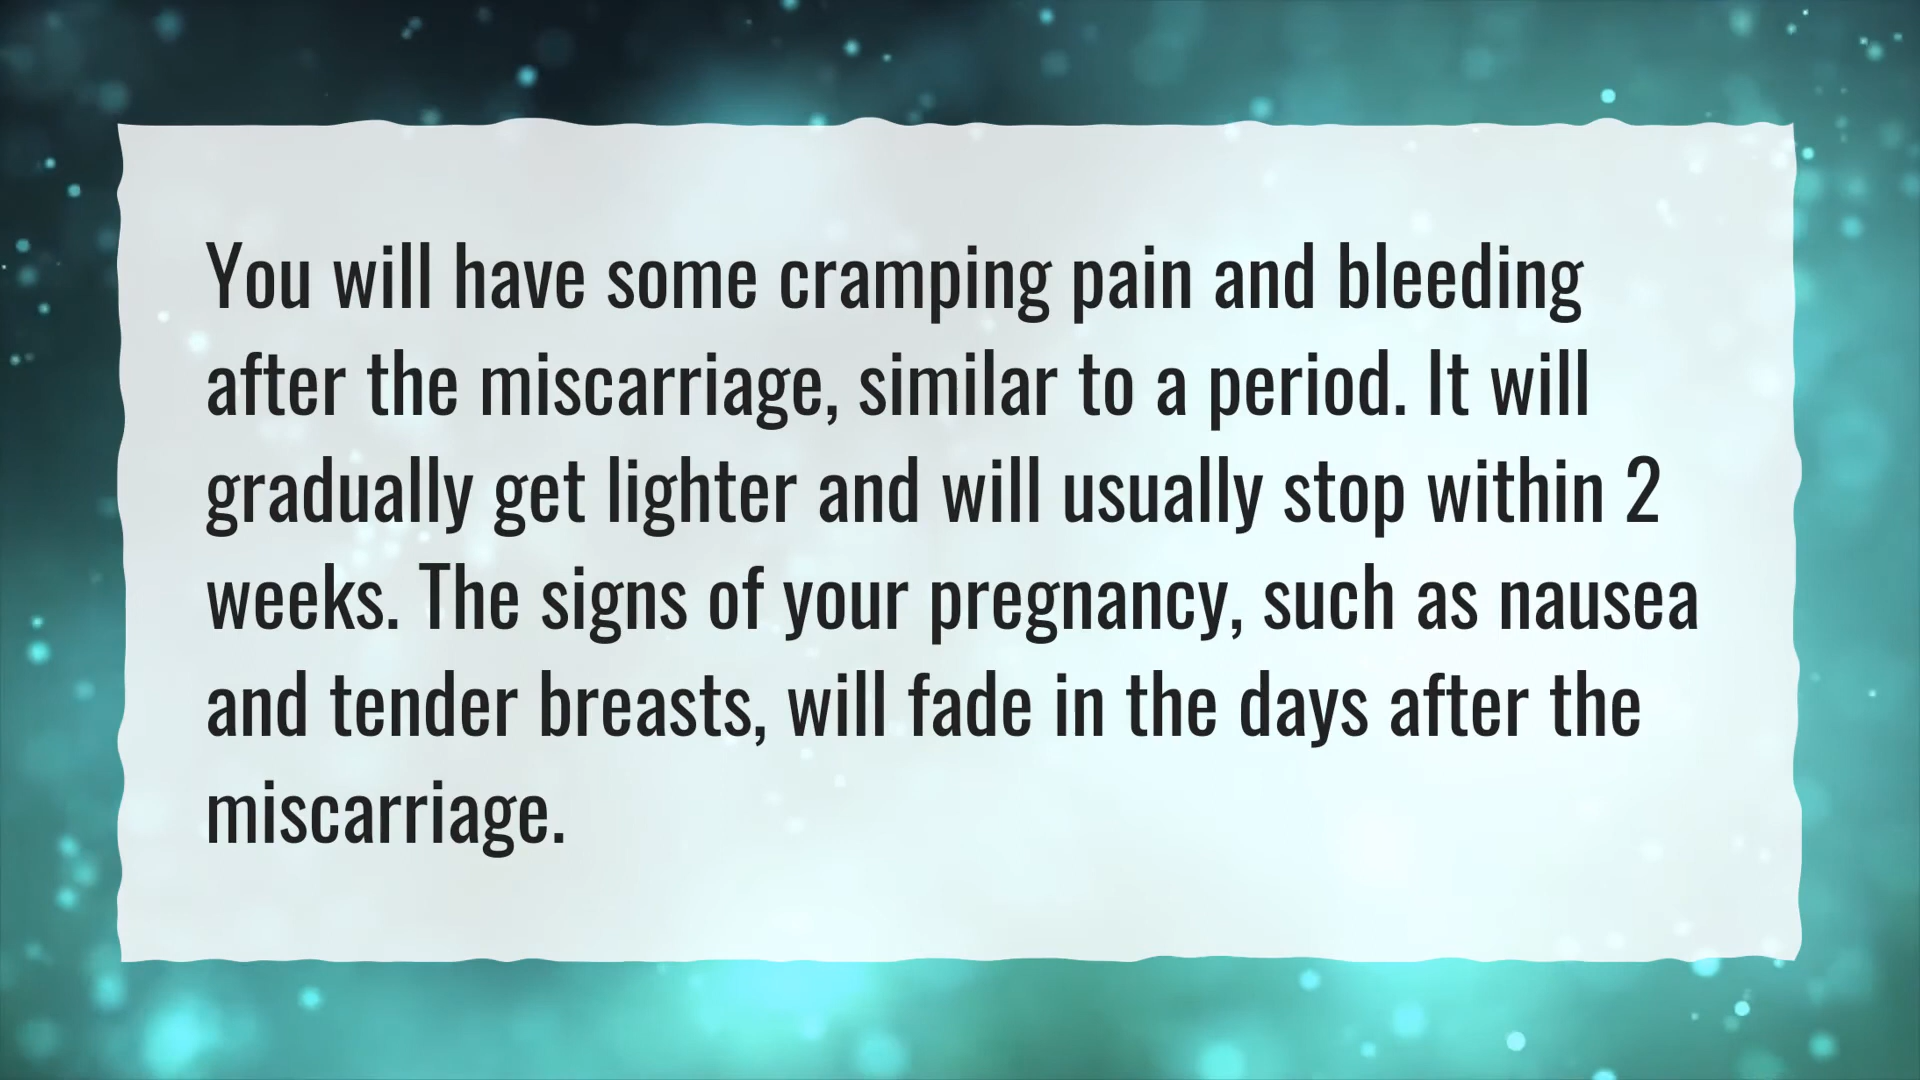 You will have some cramping pain and bleeding
after the miscarriage, similar to a period. It will
gradually get lighter and will usually stop within 2
weeks. The signs of your pregnancy, such as nausea
and tender breasts, will fade in the days after the
miscarriage.